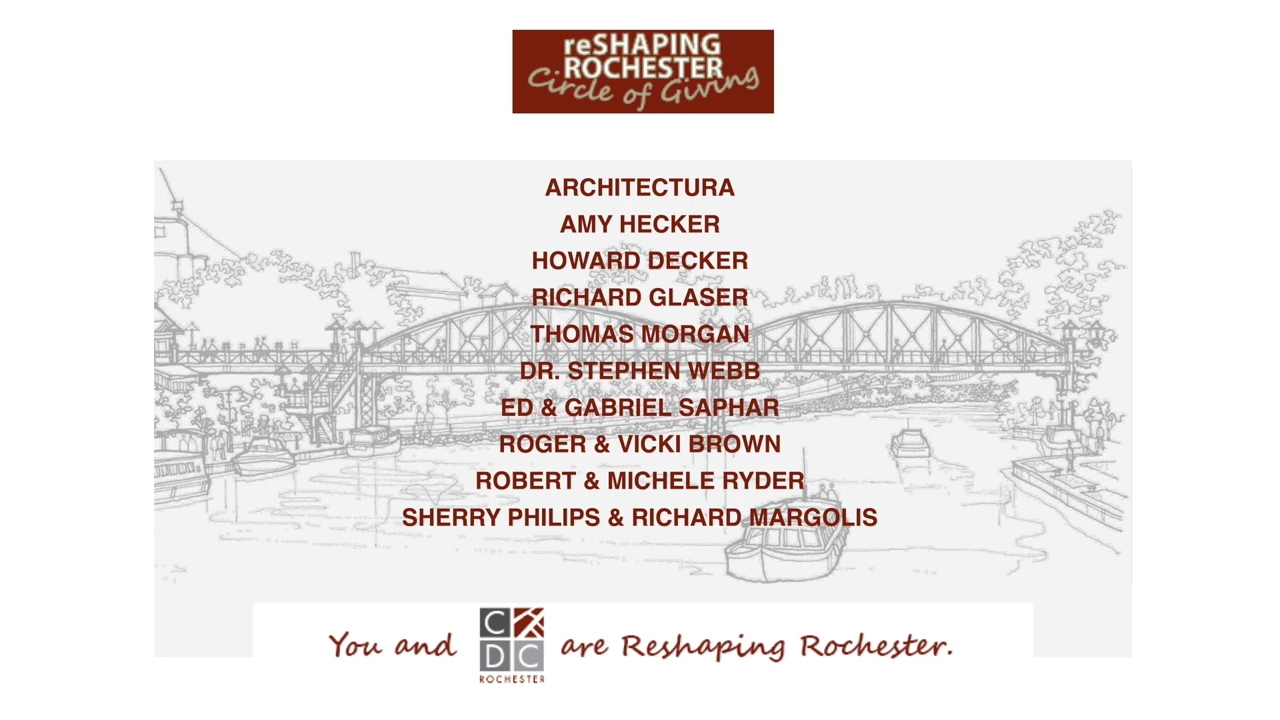 reSHAPING
ROCHESTER
Circle of Giving
ARCHITECTURA
AMY HECKER
HOWARD DECKER
RICHARD GLASER
THOMAS MORGAN
DR. STEPHEN WEBB
ED & GABRIEL SAPHAR
ROGER & VICKI BROWN
ROBERT & MICHELE RYDER
SHERRY PHILIPS & RICHARD MARGOLIS
You and CDC ROCHESTER are Reshaping Rochester.